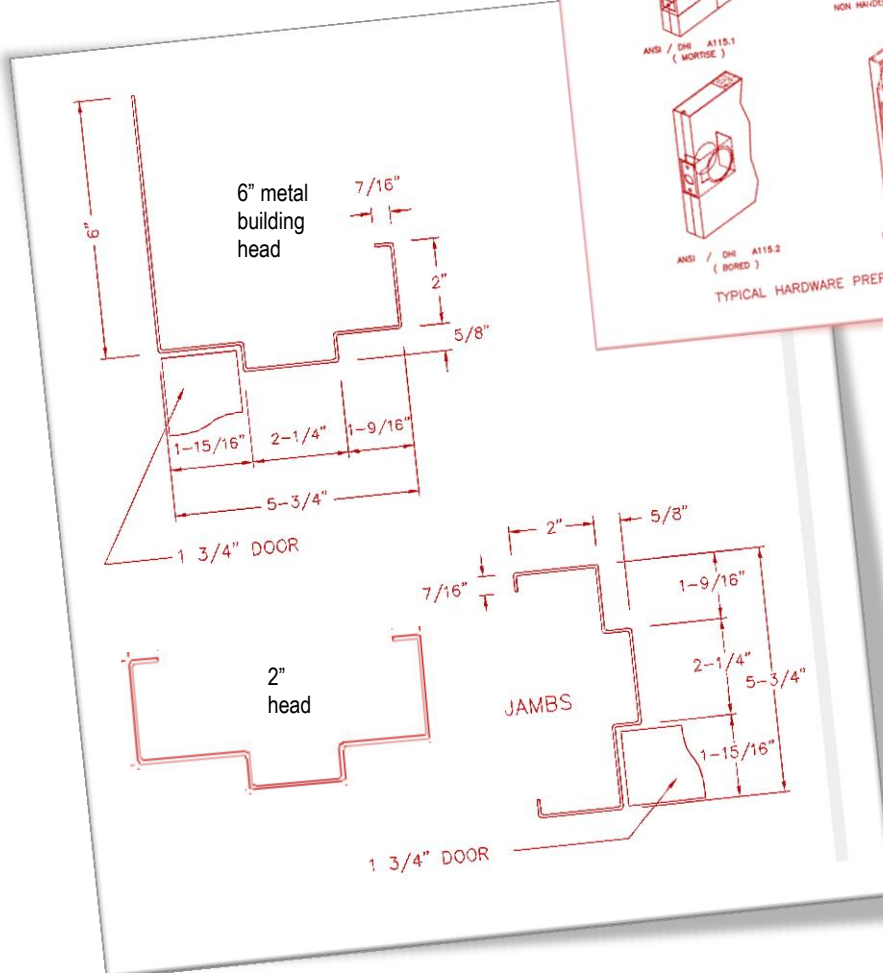 ANSI / DHI A115.1
( MORTISE )
ANSI / DHI A115.2
( BORED )
TYPICAL HARDWARE
6"
6" metal
building
head
7/16"
2"
5/8"
1-15/16"
2-1/4"
1-9/16"
5-3/4"
1 3/4" DOOR
2"
head
2"
5/8"
7/16"
1-9/16"
2-1/4"
5-3/4"
JAMBS
1-15/16"
1 3/4" DOOR